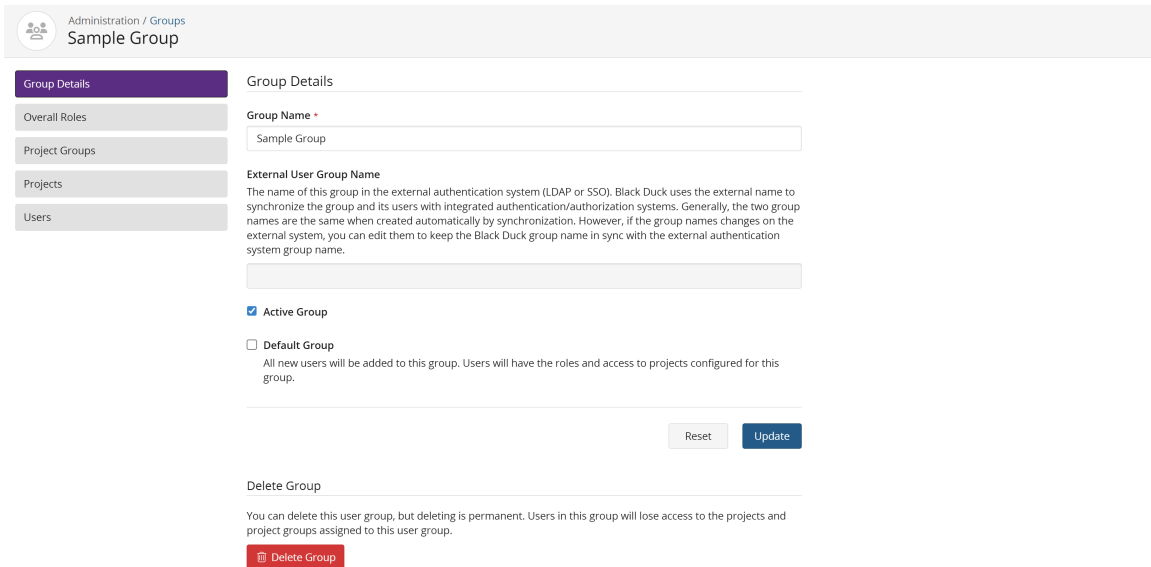 Administration / Groups
Sample Group
Group Details
Overall Roles
Project Groups
Projects
Users
Group Details
Group Name *
Sample Group
External User Group Name
The name of this group in the external authentication system (LDAP or SSO). Black Duck uses the external name to
synchronize the group and its users with integrated authentication/authorization systems. Generally, the two group
names are the same when created automatically by synchronization. However, if the group names changes on the
external system, you can edit them to keep the Black Duck group name in sync with the external authentication
system group name.
Active Group
Default Group
All new users will be added to this group. Users will have the roles and access to projects configured for this
group.
Reset
Update
Delete Group
You can delete this user group, but deleting is permanent. Users in this group will lose access to the projects and
project groups assigned to this user group.
Delete Group